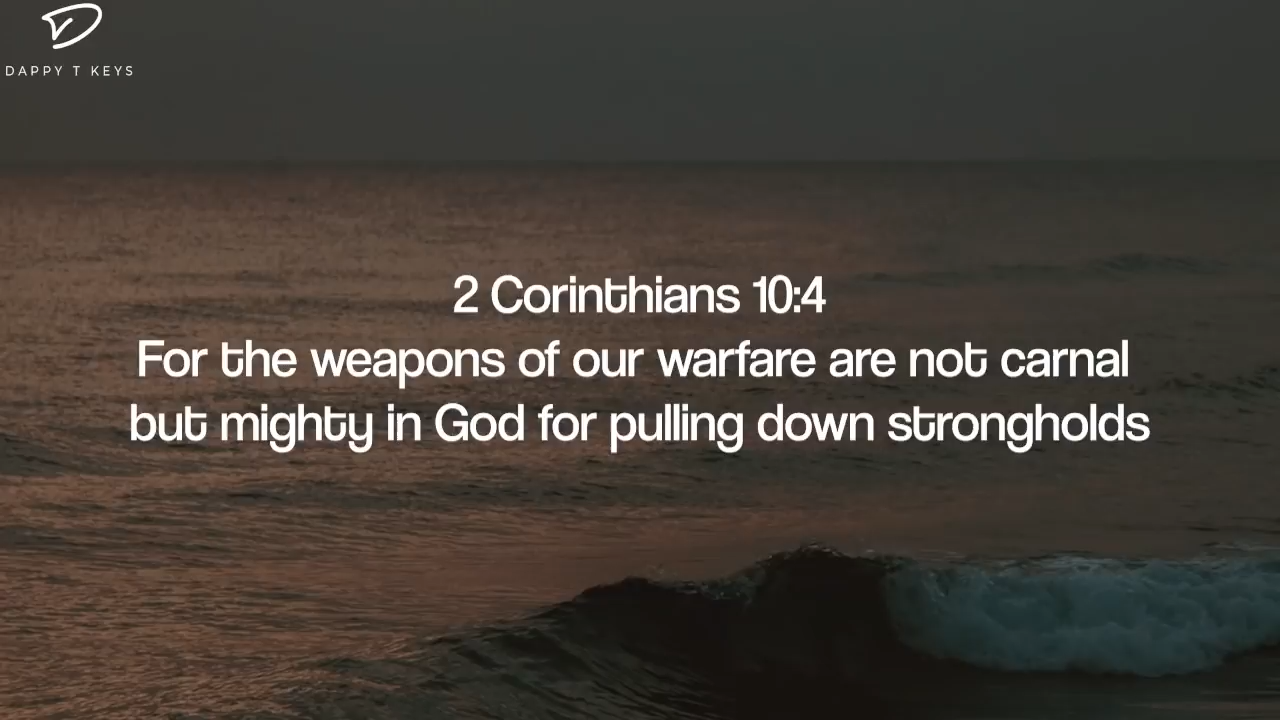 DAPPY T KEYS
2 Corinthians 10:4
For the weapons of our warfare are not carnal
but mighty in God for pulling down strongholds